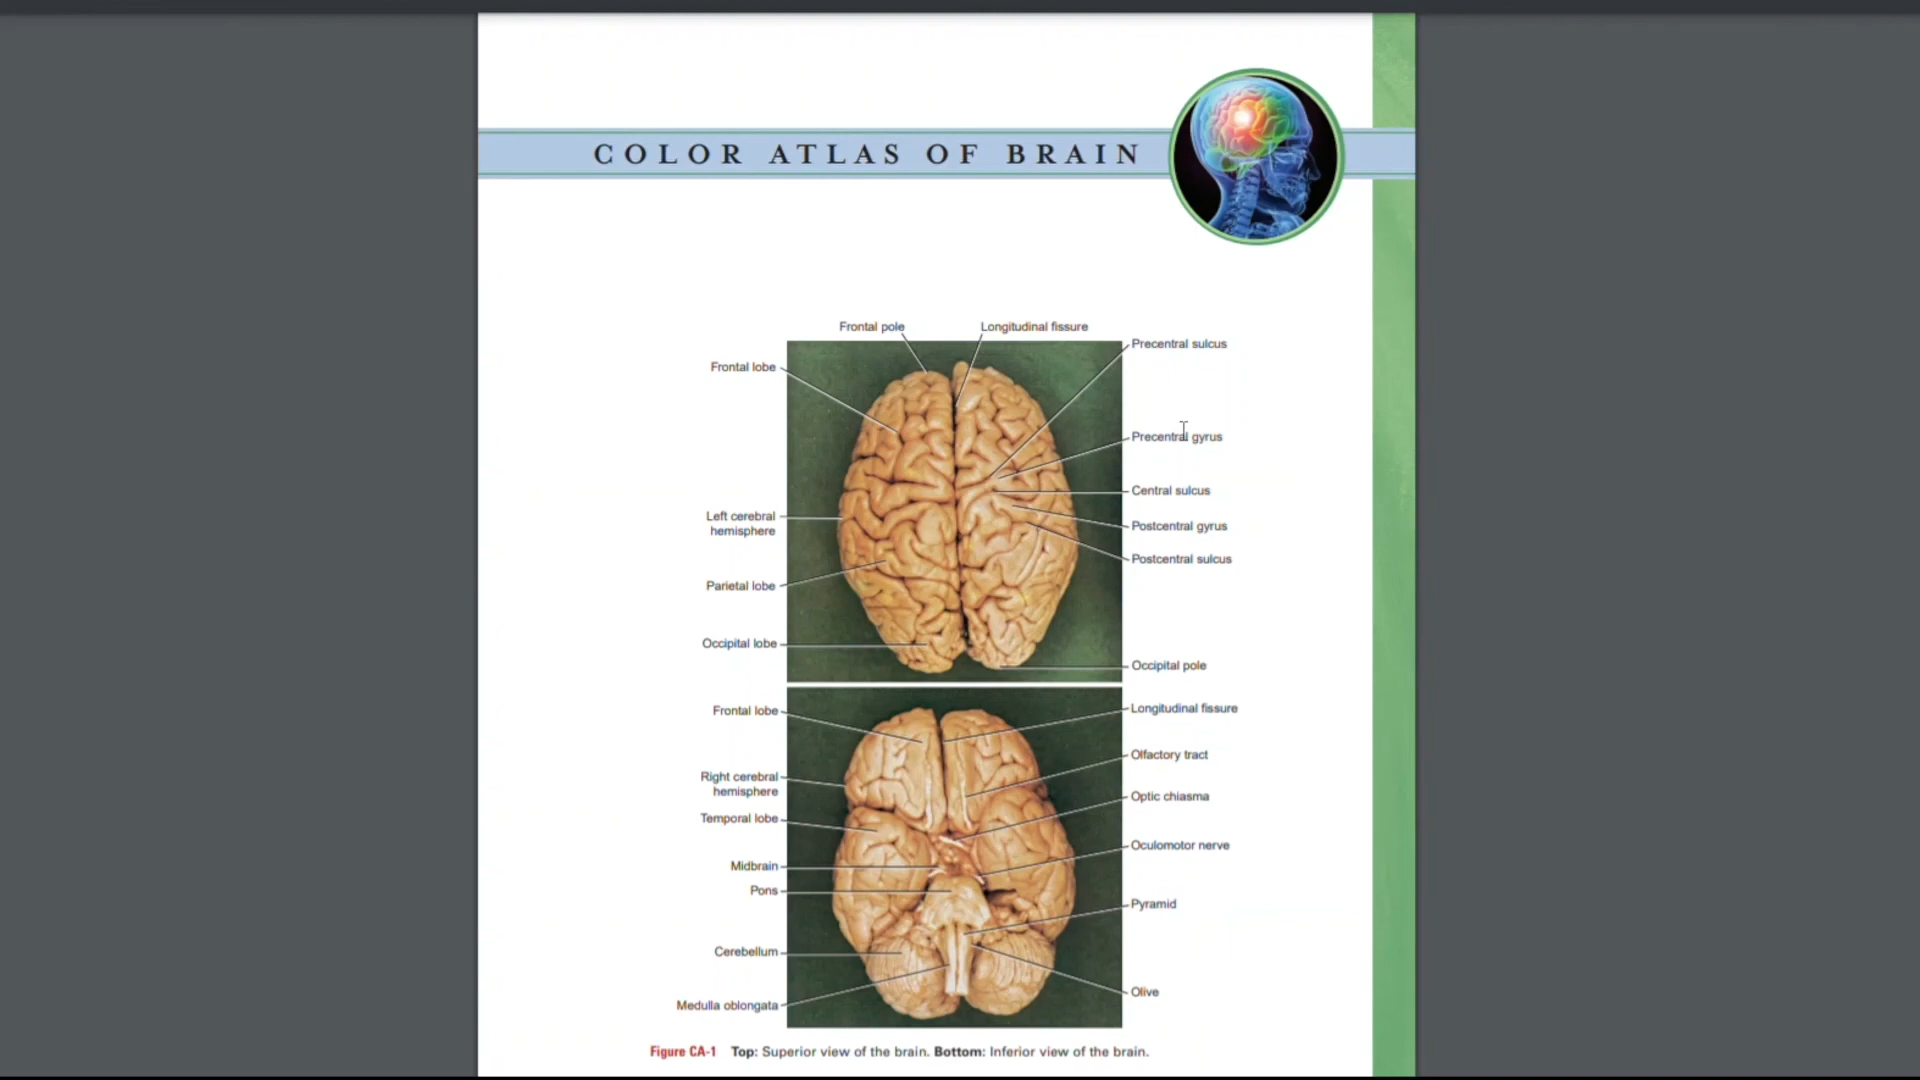 COLOR ATLAS OF BRAIN
Frontal pole
Longitudinal fissure
Precentral sulcus
Frontal lobe
Precentral gyrus
Central sulcus
Left cerebral
hemisphere
Postcentral gyrus
Postcentral sulcus
Parietal lobe
Occipital lobe
Occipital pole
Frontal lobe
Longitudinal fissure
Olfactory tract
Right cerebral
hemisphere
Optic chiasma
Temporal lobe
Oculomotor nerve
Midbrain
Pons
Pyramid
Cerebellum
Olive
Medulla oblongata
Figure CA-1 Top: Superior view of the brain. Bottom: Inferior view of the brain.